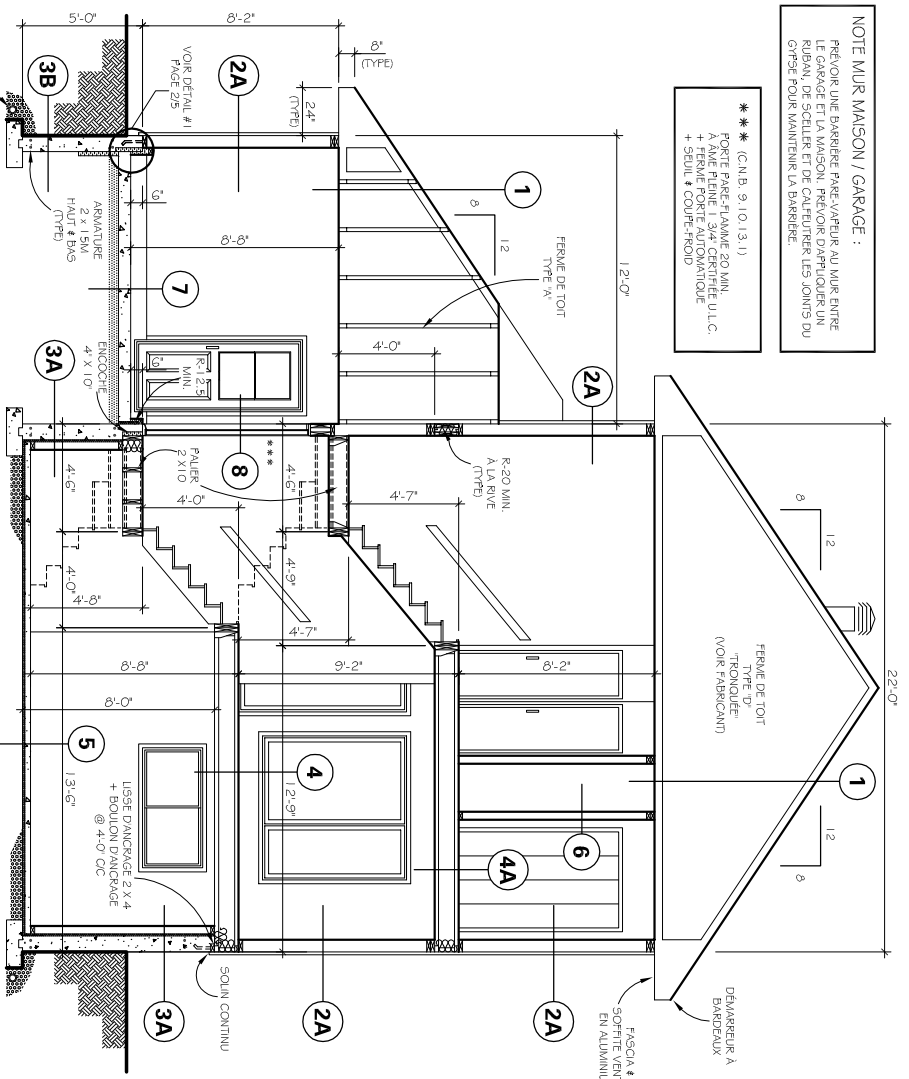 NOTE MUR MAISON / GARAGE :
PRÉVOIR UNE BARRIÈRE PARE-VAPEUR AU MUR ENTRE
LE GARAGE ET LA MAISON. PRÉVOIR D'APPLIQUER UN
RUBAN, DE SCELLER ET DE CALFEUTRER LES JOINTS DU
GYPSE POUR MAINTENIR LA BARRIÈRE.
*** (C.N.B. 9.10.13.1)
PORTE PARE-FLAMME 20 MIN.
À ÂME PLEINE 1 3/4" CERTIFIÉE U.L.C.
+ FERME PORTE AUTOMATIQUE
+ SEUIL & COUPE-FROID
22'-0"
12
8
8
12
FERME DE TOIT
TYPE "D"
"TRONQUÉE"
(VOIR FABRICANT)
DÉMARREUR À
BARDEAUX
FASCIA &
SOFFITE VENT
EN ALUMINIU
12'-0"
FERME DE TOIT
TYPE "A"
12
8
8"
(TYPE)
24"
(TYPE)
4'-0"
1
2A
1
2A
6
2A
8'-2"
5'-0"
2A
VOIR DÉTAIL #1
PAGE 2/5
3B
8'-8"
6"
ARMATURE
2 x 15M
HAUT & BAS
(TYPE)
7
R-12.5
MIN.
6"
8
***
ENCOCHE
4" X 10"
3A
PALIER
2 X10
R-20 MIN.
À LA RIVE
(TYPE)
4'-7"
4'-6"
4'-0"
4'-9"
4'-7"
4'-6"
4'-0"
4'-8"
8'-2"
9'-2"
8'-8"
8'-0"
4
12'-9"
4A
2A
5
13'-6"
LISSE D'ANCRAGE 2 X 4
+ BOULON D'ANCRAGE
@ 4'-0" C/C
3A
SOLIN CONTINU
3A